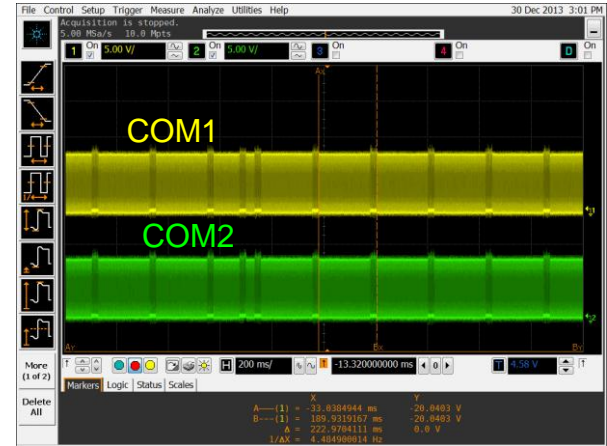 File Control Setup Trigger Measure Analyze Utilities Help 30 Dec 2013 3:01 PM
Acquisition is stopped.
5.00 MSa/s 10.0 Mpts
1 On 5.00 V/ 2 On 5.00 V/ 3 On 4 On D On
COM1
COM2
More
(1 of 2)
Delete
All
H 200 ms/ -13.32000000 ms 0 T 4.58 V
Markers Logic Status Scales
X Y
A---(1) = -33.0384944 ms -20.0403 V
B---(1) = 189.9319167 ms -20.0403 V
Δ = 222.9704111 ms 0.0 V
1/ΔX = 4.484900014 Hz